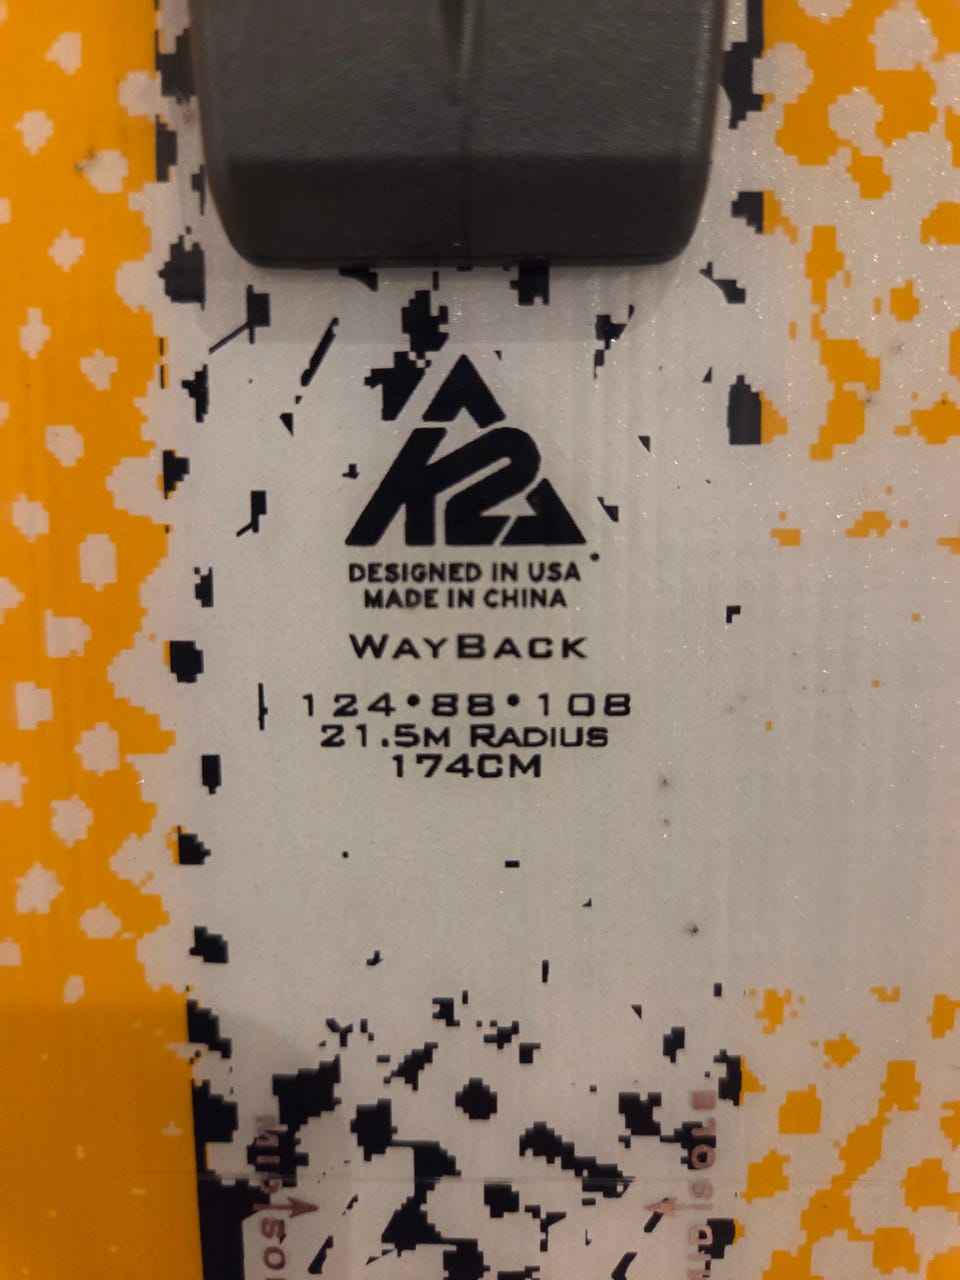 K2
DESIGNED IN USA
MADE IN CHINA
WAYBACK
124•88•108
21.5M RADIUS
174CM